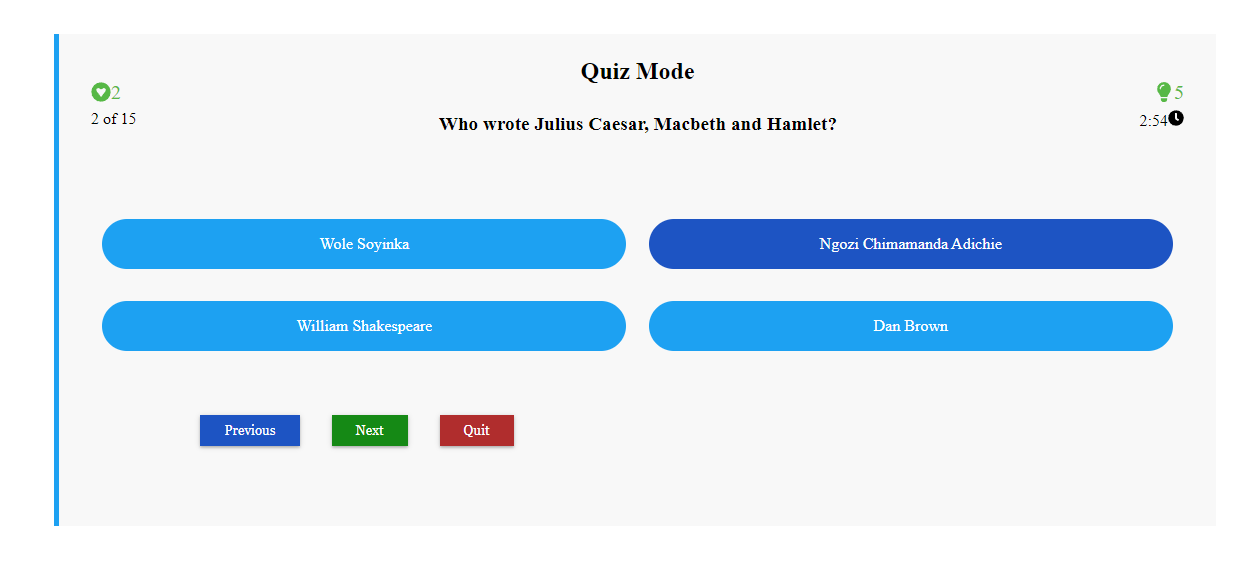 Quiz Mode
2
5
2 of 15
2:54
Who wrote Julius Caesar, Macbeth and Hamlet?
Wole Soyinka
Ngozi Chimamanda Adichie
William Shakespeare
Dan Brown
Previous
Next
Quit